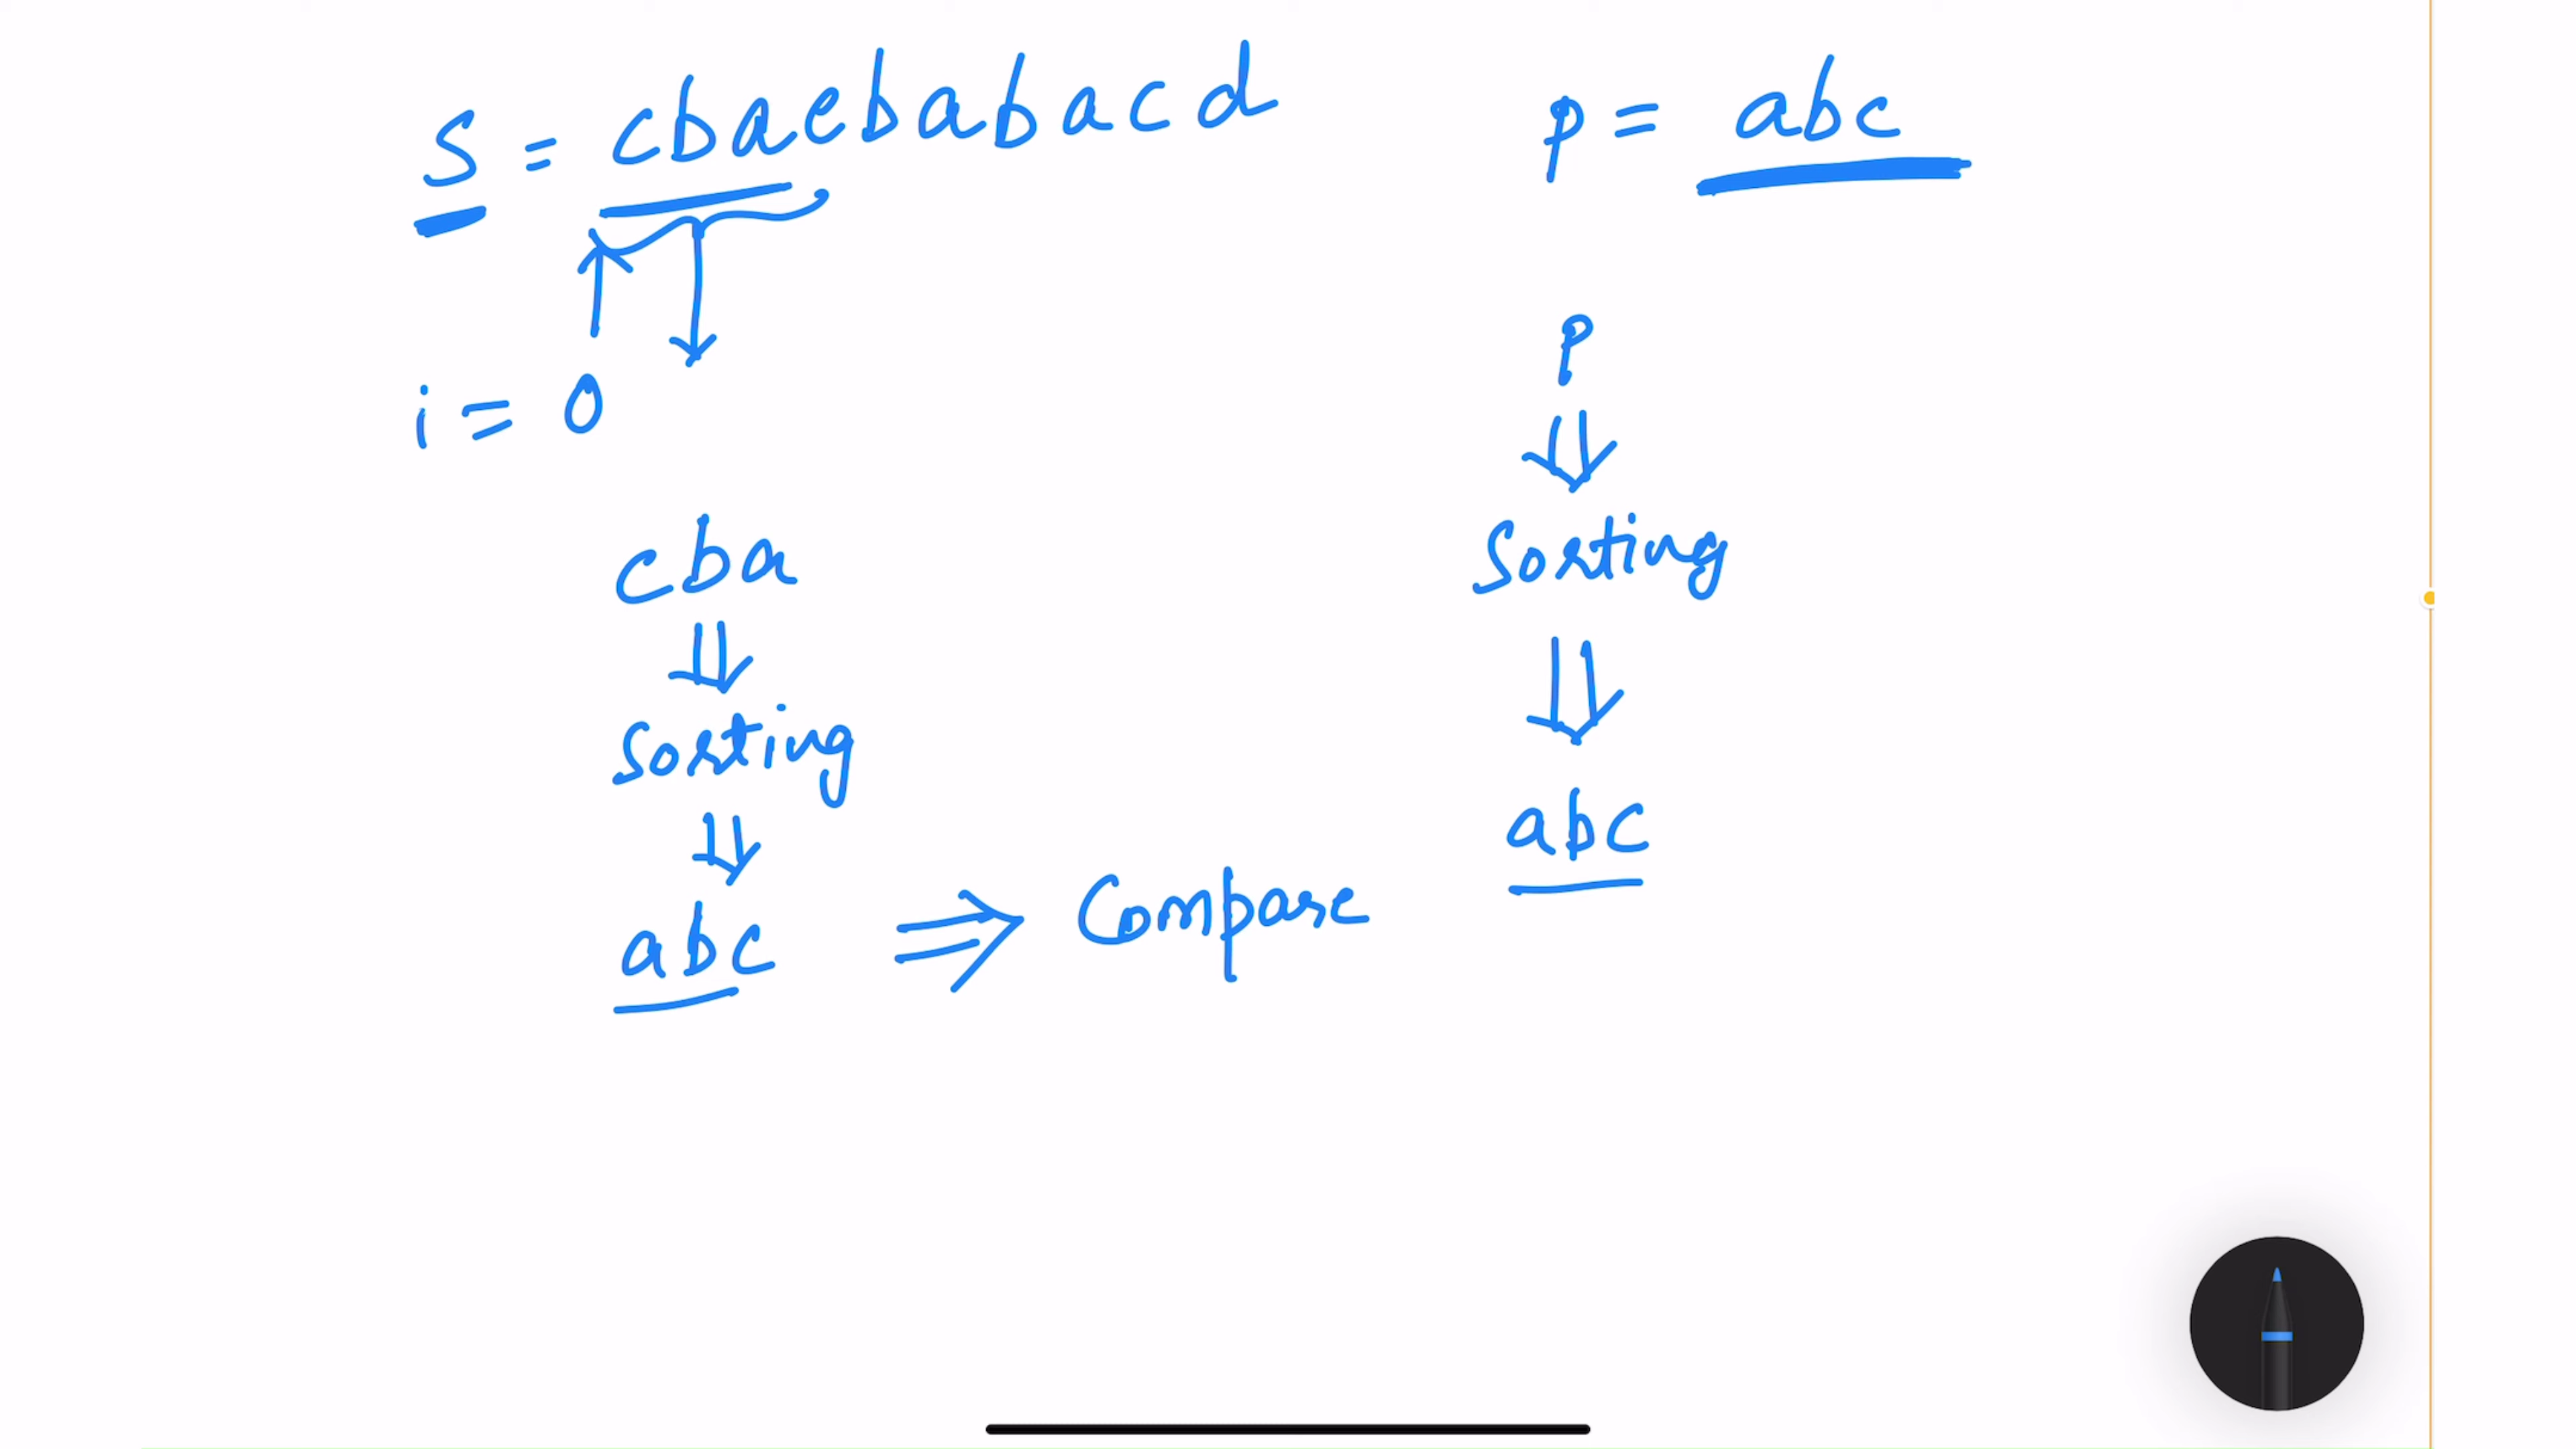 S = cbaebabacd
p = abc
i = 0
cba
Sorting
abc
⇒ Compare
p
Sorting
abc